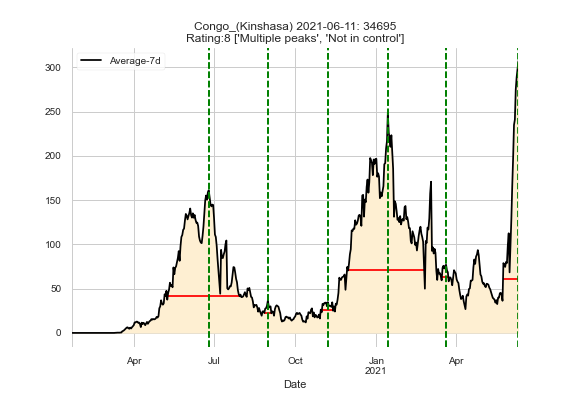 Congo_(Kinshasa) 2021-06-11: 34695
Rating:8 ['Multiple peaks', 'Not in control']
Average-7d
300
250
200
150
100
50
0
Apr
Jul
Oct
Jan
2021
Apr
Date